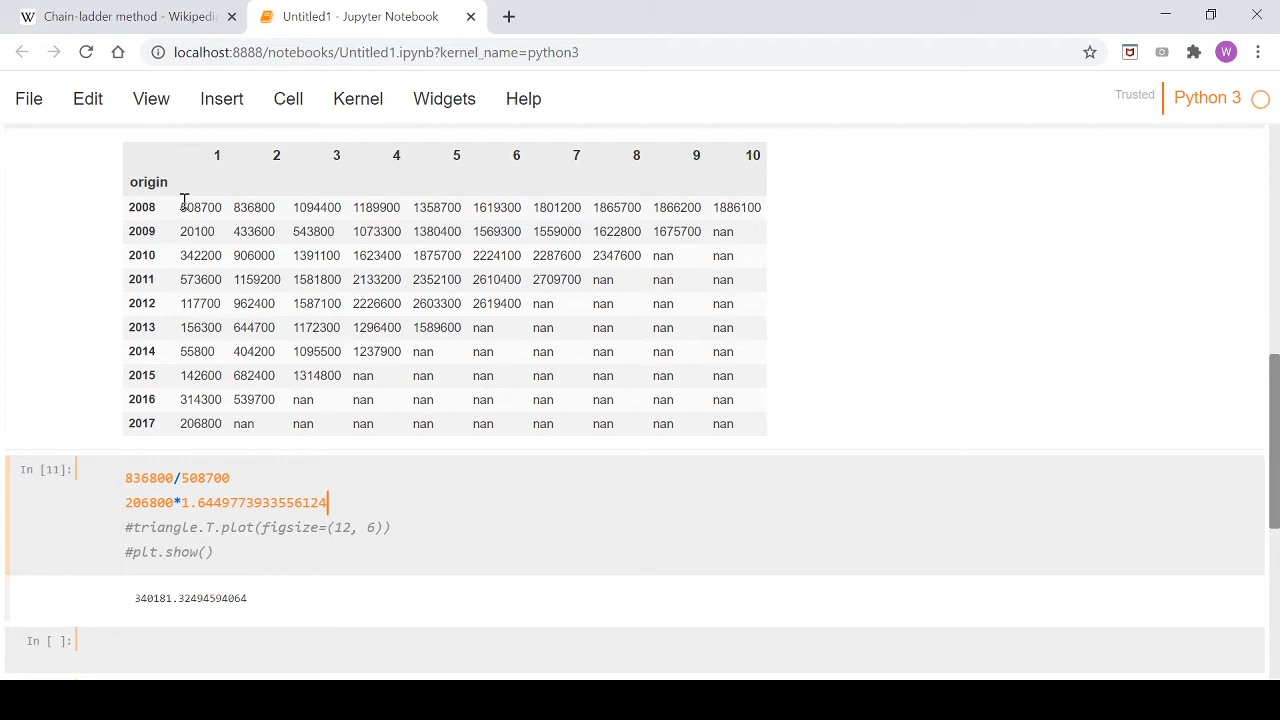 Chain-ladder method - Wikipedi
Untitled1 - Jupyter Notebook
localhost:8888/notebooks/Untitled1.ipynb?kernel_name=python3
W
File Edit View Insert Cell Kernel Widgets Help
Trusted
Python 3
1 2 3 4 5 6 7 8 9 10
origin
2008 508700 836800 1094400 1189900 1358700 1619300 1801200 1865700 1866200 1886100
2009 20100 433600 543800 1073300 1380400 1569300 1559000 1622800 1675700 nan
2010 342200 906000 1391100 1623400 1875700 2224100 2287600 2347600 nan nan
2011 573600 1159200 1581800 2133200 2352100 2610400 2709700 nan nan nan
2012 117700 962400 1587100 2226600 2603300 2619400 nan nan nan nan
2013 156300 644700 1172300 1296400 1589600 nan nan nan nan nan
2014 55800 404200 1095500 1237900 nan nan nan nan nan nan
2015 142600 682400 1314800 nan nan nan nan nan nan nan
2016 314300 539700 nan nan nan nan nan nan nan nan
2017 206800 nan nan nan nan nan nan nan nan nan
In [11]:
836800/508700
206800*1.6449773933556124
#triangle.T.plot(figsize=(12, 6))
#plt.show()
340181.32494594064
In [ ]: